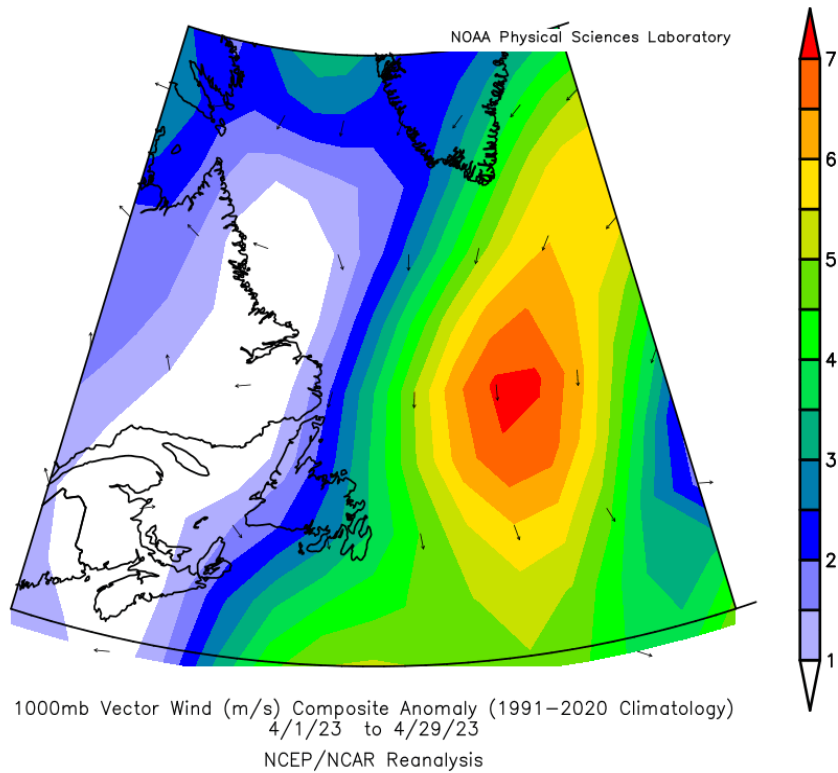 NOAA Physical Sciences Laboratory
7
6
5
4
3
2
1
1000mb Vector Wind (m/s) Composite Anomaly (1991-2020 Climatology)
4/1/23 to 4/29/23
NCEP/NCAR Reanalysis